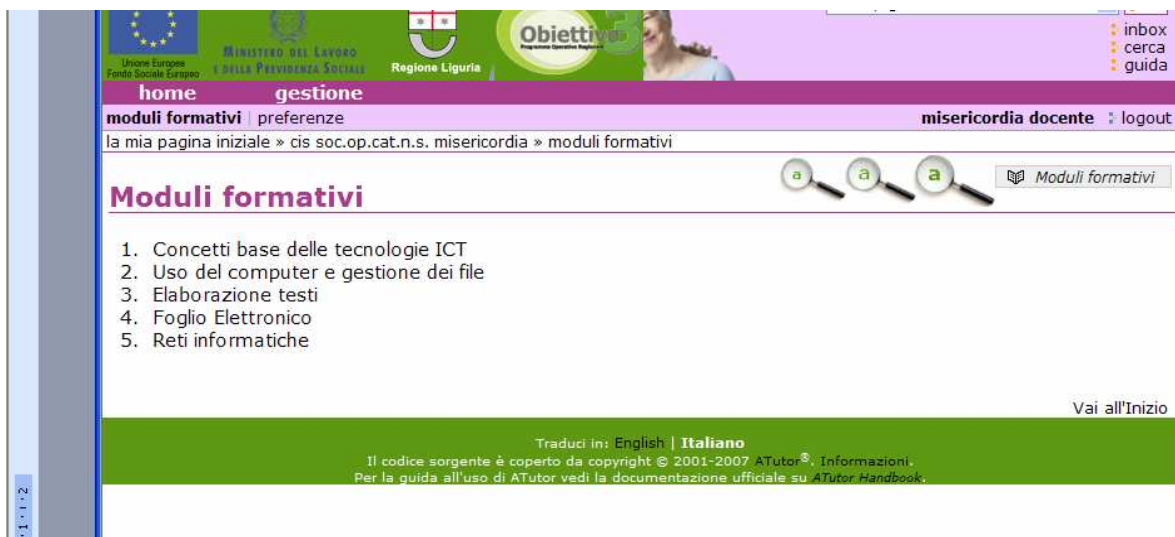 Obiettivo 3
Programma Operativo Regionale
Unione Europea
Fondo Sociale Europeo
MINISTERO DEL LAVORO
E DELLA PREVIDENZA SOCIALE
Regione Liguria
inbox
cerca
guida
home gestione
moduli formativi | preferenze misericordia docente logout
la mia pagina iniziale » cis soc.op.cat.n.s. misericordia » moduli formativi
a a a Moduli formativi
Moduli formativi
1. Concetti base delle tecnologie ICT
2. Uso del computer e gestione dei file
3. Elaborazione testi
4. Foglio Elettronico
5. Reti informatiche
Vai all'Inizio
Traduci in: English | Italiano
Il codice sorgente è coperto da copyright © 2001-2007 ATutor®. Informazioni.
Per la guida all'uso di ATutor vedi la documentazione ufficiale su ATutor Handbook.